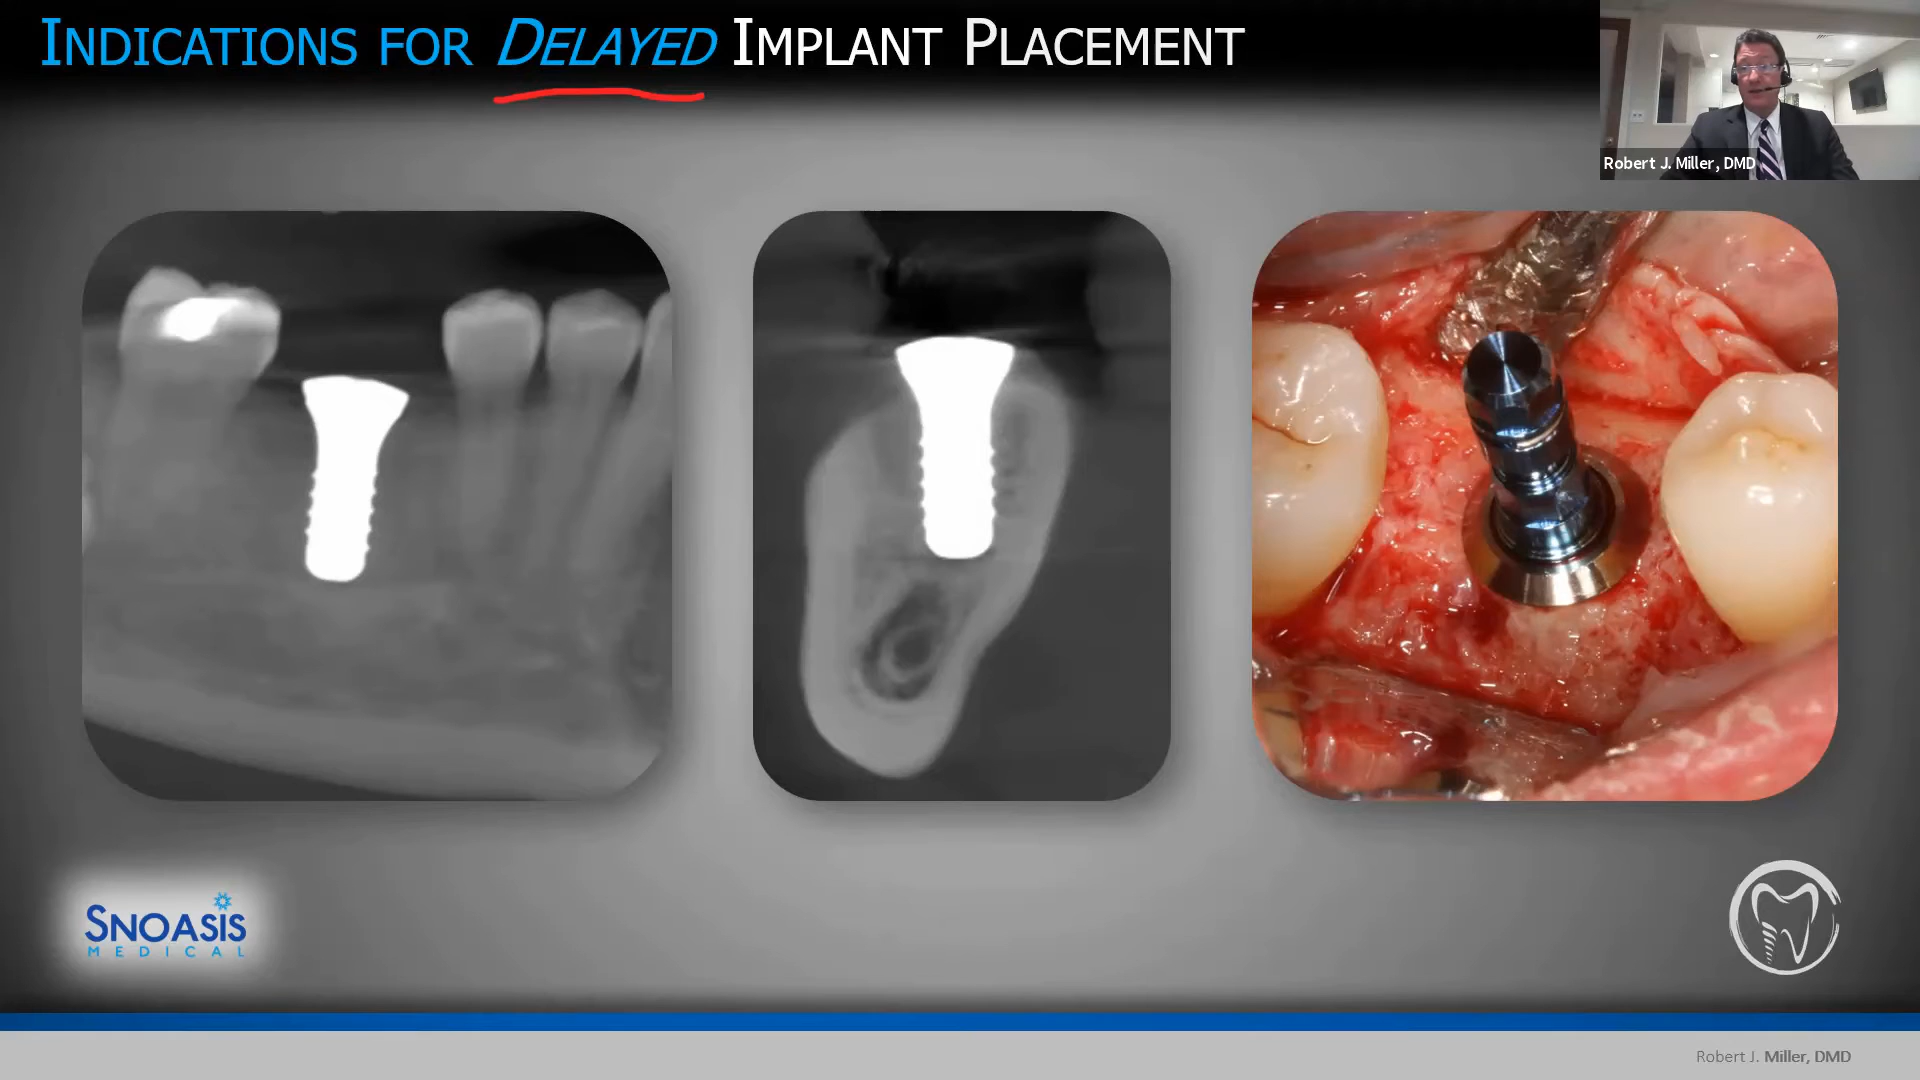 INDICATIONS FOR DELAYED IMPLANT PLACEMENT
Robert J. Miller, DMD
SNOASIS
MEDICAL
Robert J. Miller, DMD